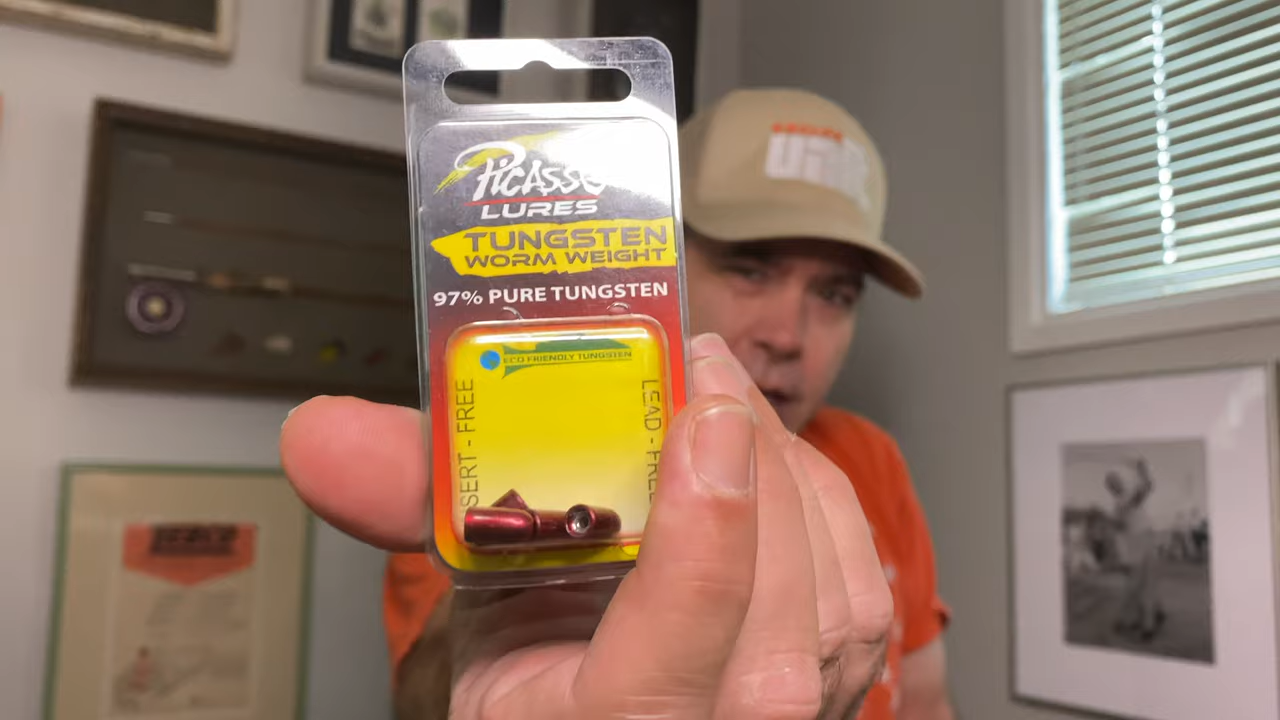 PICASSO
LURES
TUNGSTEN
WORM WEIGHT
97% PURE TUNGSTEN
ECO FRIENDLY TUNGSTEN
SERT - FREE
LEAD - FREE